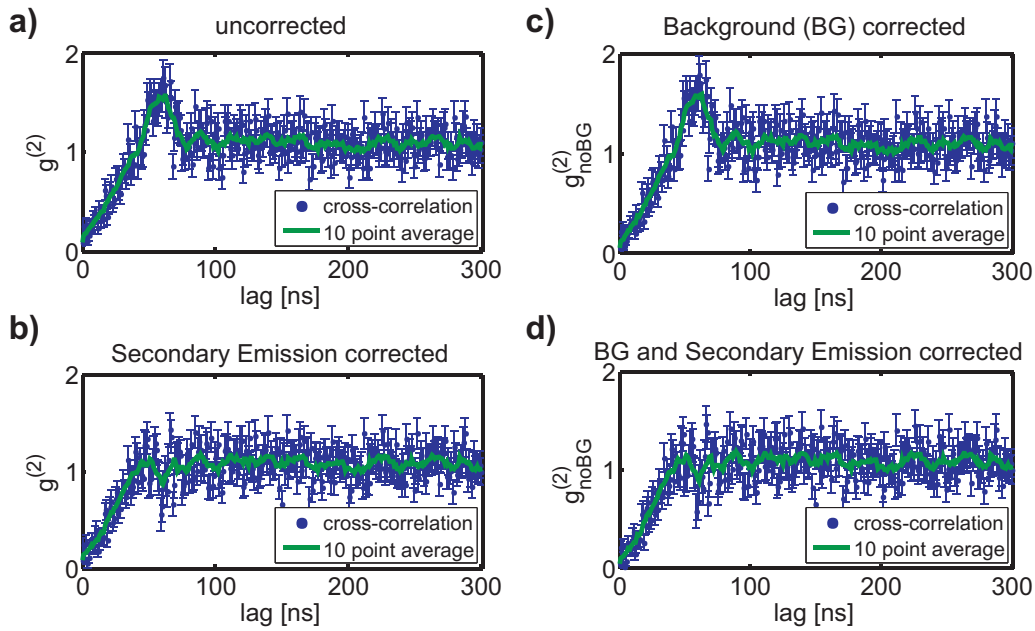 a)
uncorrected
2
1
0
g(2)
0
100
200
300
lag [ns]
cross-correlation
10 point average
c)
Background (BG) corrected
2
1
0
g(2)noBG
0
100
200
300
lag [ns]
cross-correlation
10 point average
b)
Secondary Emission corrected
2
1
0
g(2)
0
100
200
300
lag [ns]
cross-correlation
10 point average
d)
BG and Secondary Emission corrected
2
1
0
g(2)noBG
0
100
200
300
lag [ns]
cross-correlation
10 point average